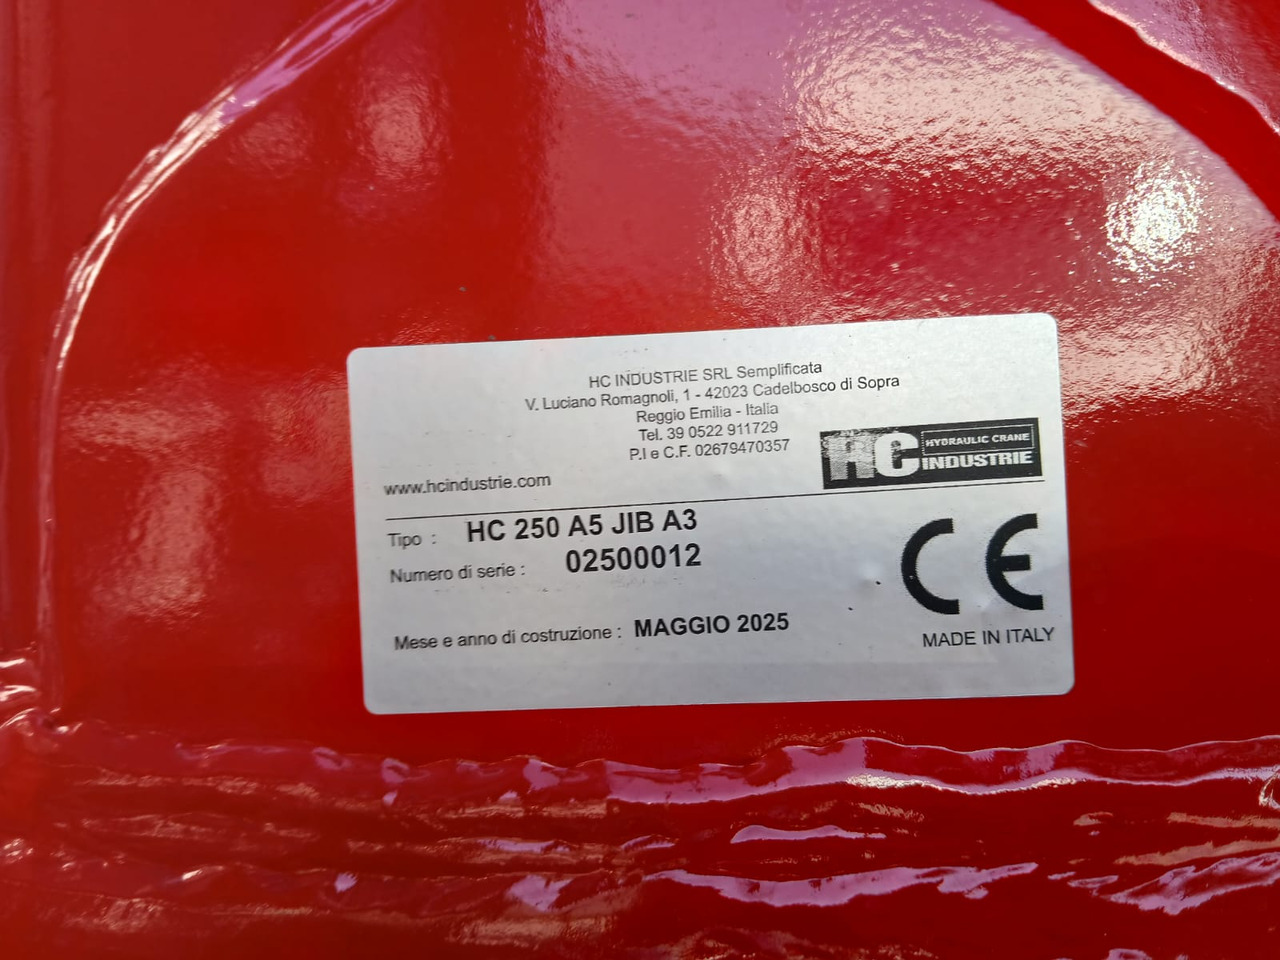 HC INDUSTRIE SRL Semplificata
V. Luciano Romagnoli, 1 - 42023 Cadelbosco di Sopra
Reggio Emilia - Italia
Tel. 39 0522 911729
P.I e C.F. 02679470357
www.hcindustrie.com
HC HYDRAULIC CRANE
INDUSTRIE
Tipo : HC 250 A5 JIB A3
Numero di serie : 02500012
Mese e anno di costruzione : MAGGIO 2025
CE
MADE IN ITALY